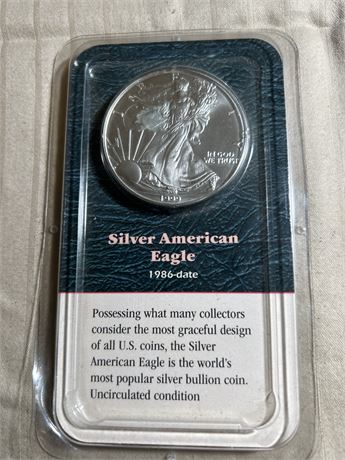 IN GOD
WE TRUST
1999
Silver American
Eagle
1986-date
Possessing what many collectors
consider the most graceful design
of all U.S. coins, the Silver
American Eagle is the world's
most popular silver bullion coin.
Uncirculated condition